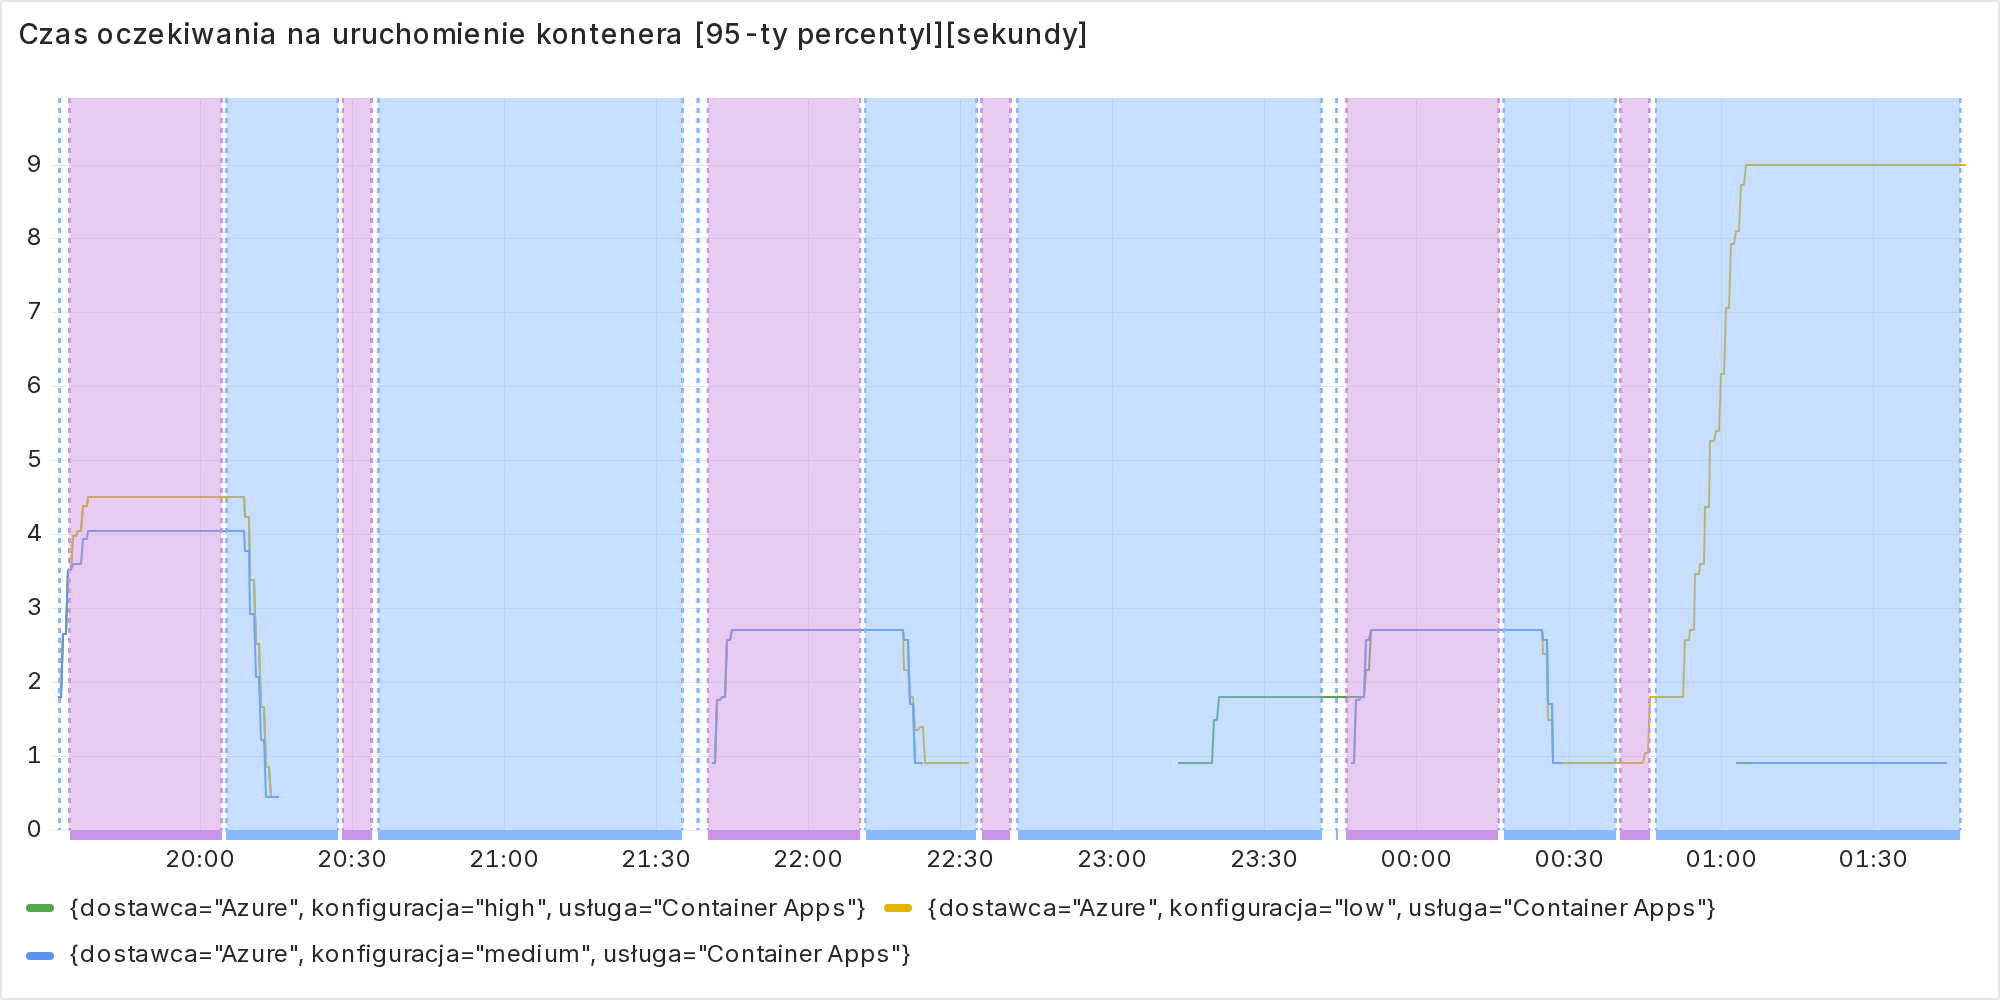 Czas oczekiwania na uruchomienie kontenera [95-ty percentyl][sekundy]
9
8
7
6
5
4
3
2
1
0
20:00 20:30 21:00 21:30 22:00 22:30 23:00 23:30 00:00 00:30 01:00 01:30
{dostawca="Azure", konfiguracja="high", usługa="Container Apps"} {dostawca="Azure", konfiguracja="low", usługa="Container Apps"}
{dostawca="Azure", konfiguracja="medium", usługa="Container Apps"}